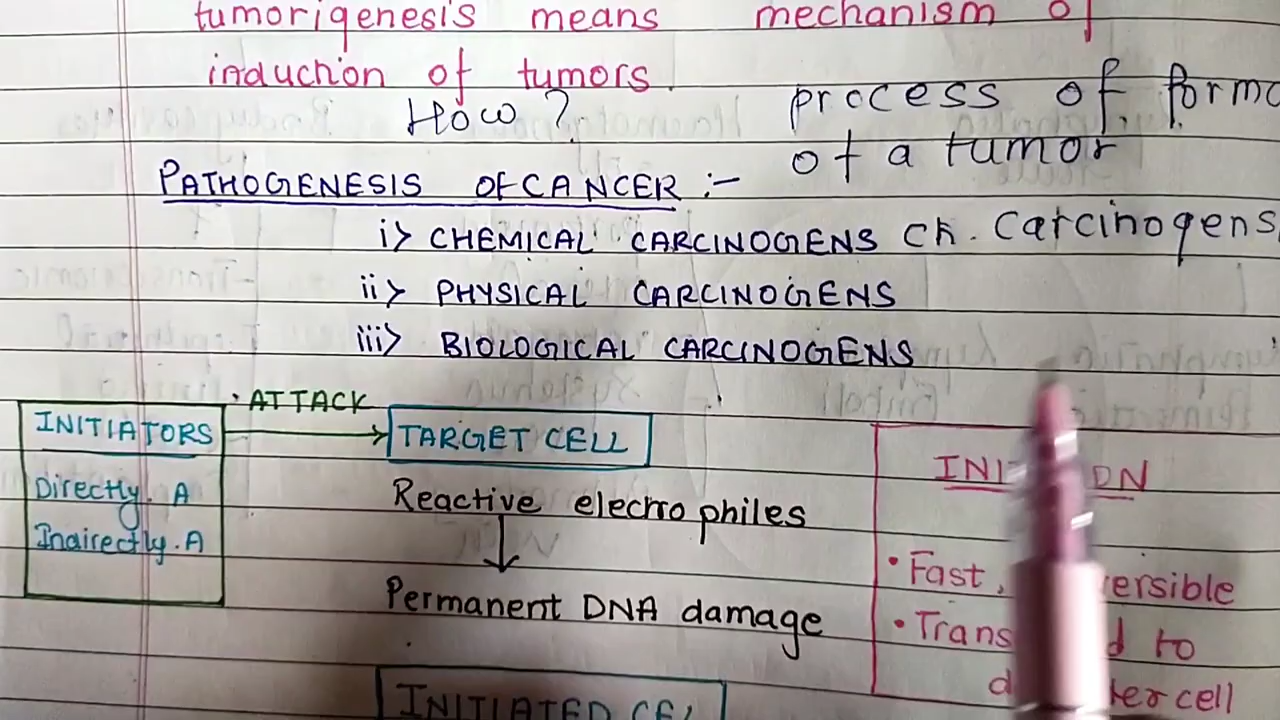 tumorigenesis means mechanism of
induction of tumors.
How ?
process of
of a tumor
PATHOGENESIS OF CANCER :-
i> CHEMICAL CARCINOGENS Ch. Carcinogens
ii> PHYSICAL CARCINOGENS
iii> BIOLOGICAL CARCINOGENS
ATTACK
INITIATORS
Directly. A
Indirectly. A
TARGET CELL
Reactive electrophiles
Permanent DNA damage
INITIATED CELL
• Fast,
• to
cell